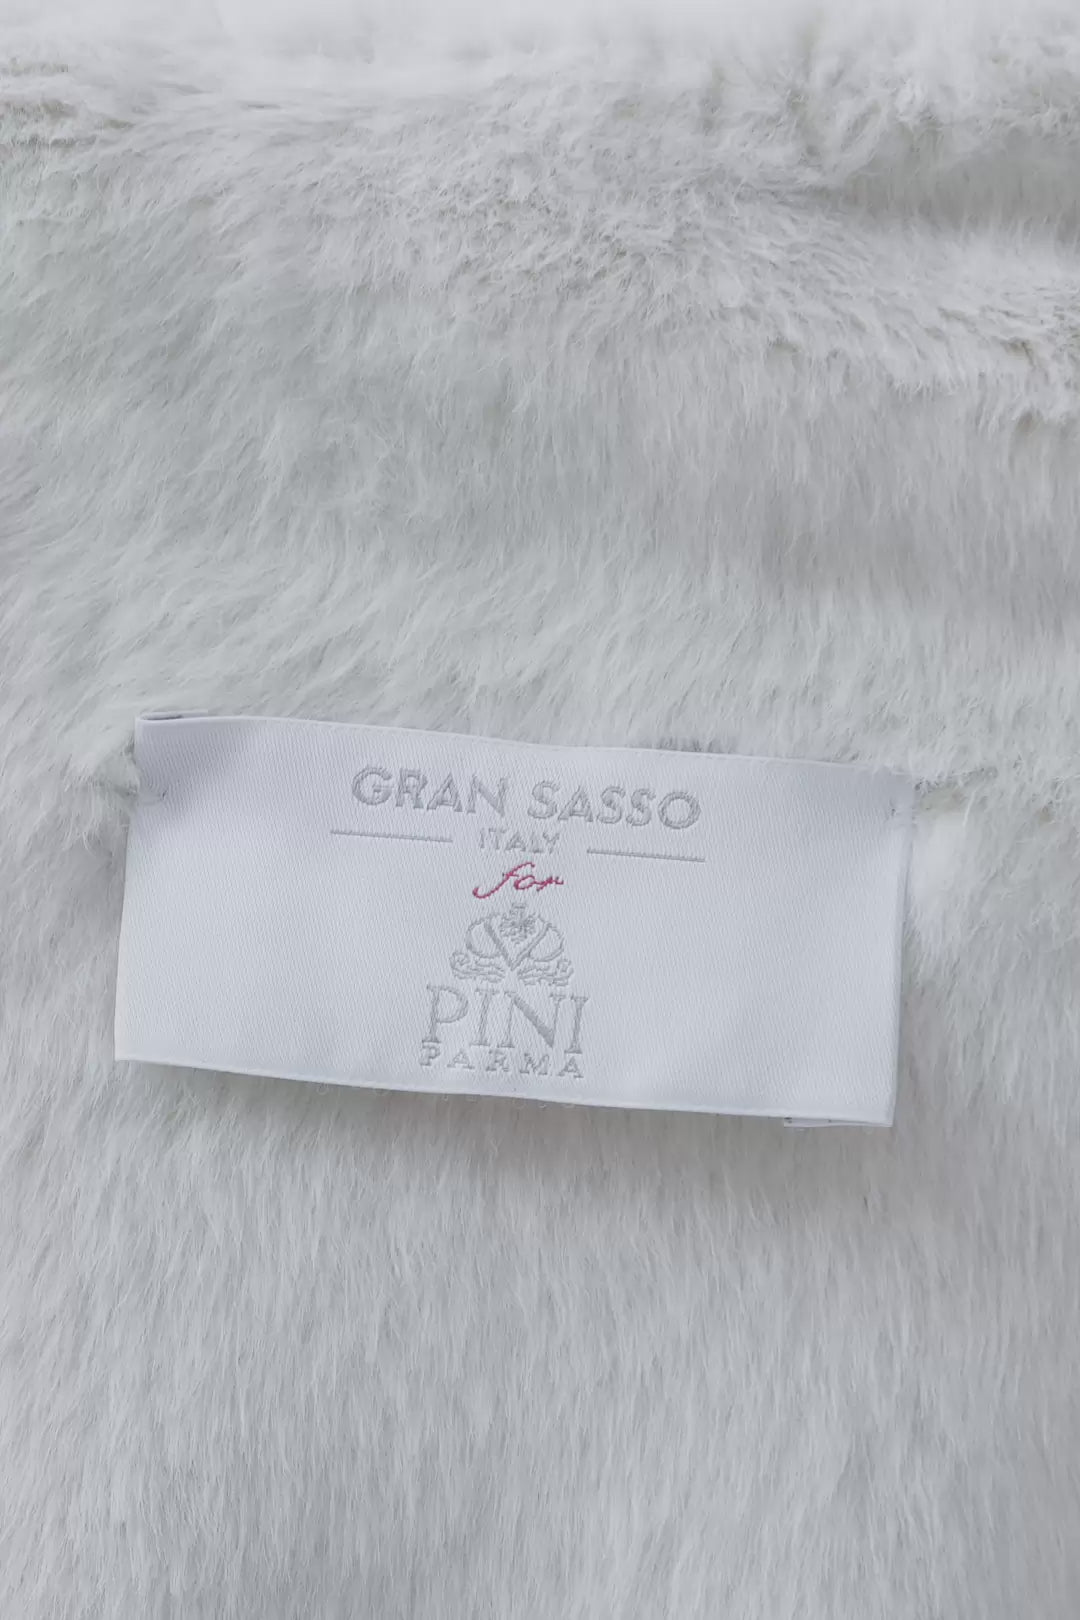 GRAN SASSO
ITALY
for
PINI
PARMA